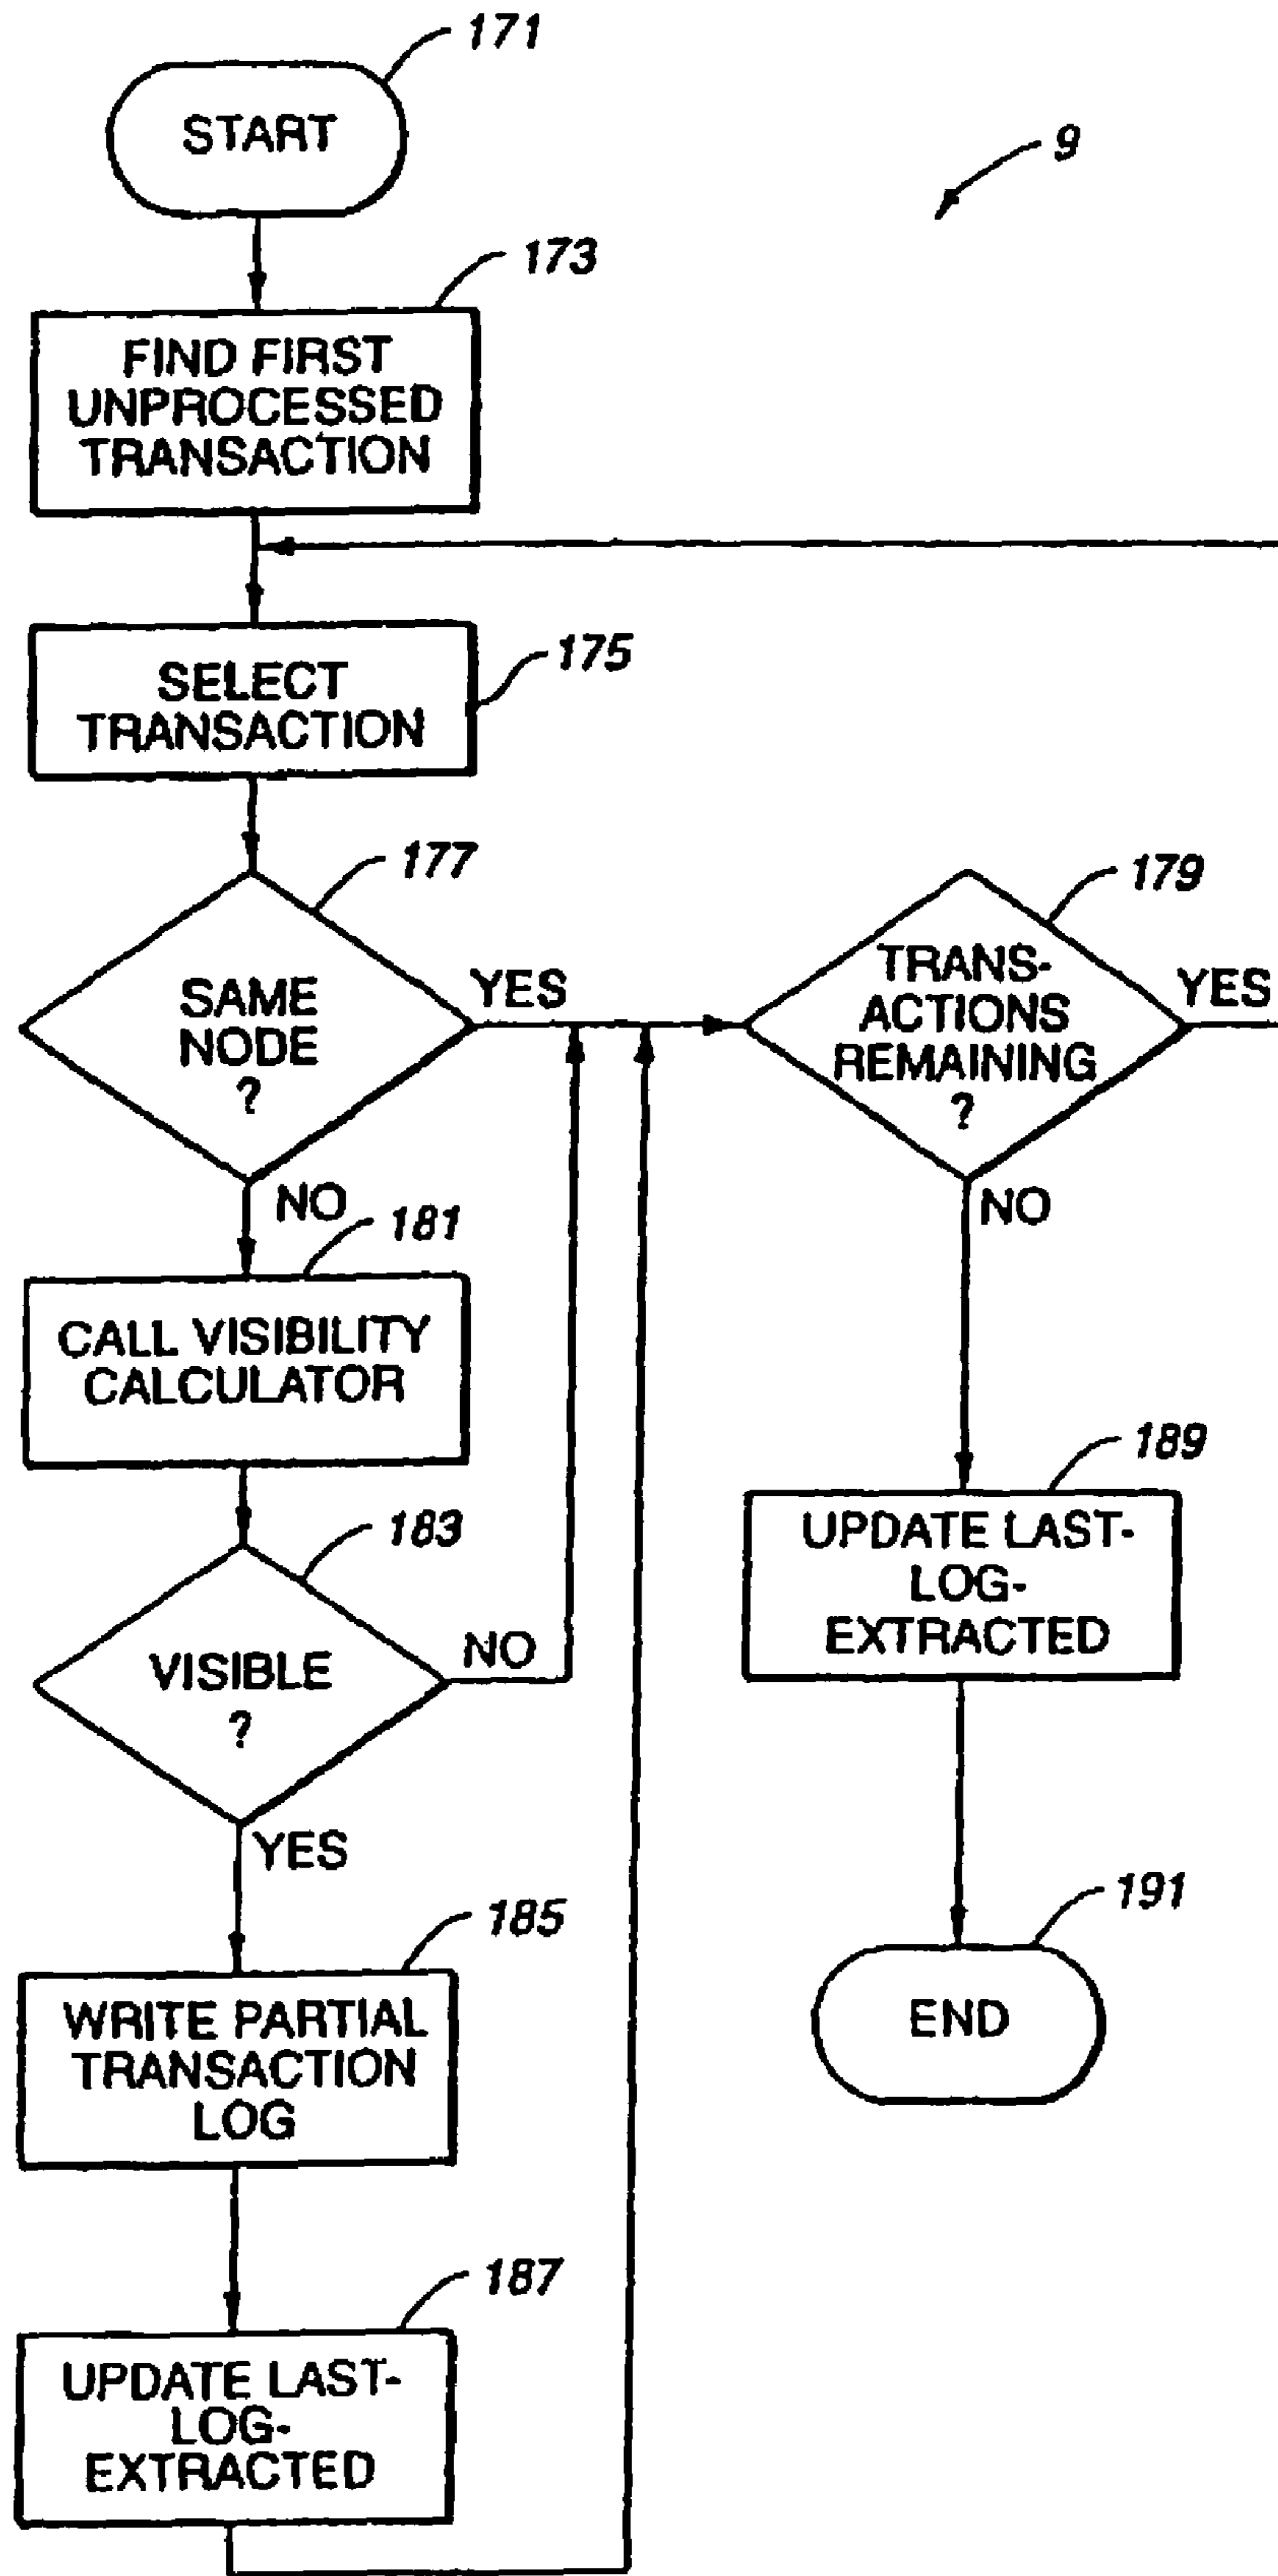 171
START
9
173
FIND FIRST
UNPROCESSED
TRANSACTION
175
SELECT
TRANSACTION
177
SAME
NODE
?
YES
NO
179
TRANS-
ACTIONS
REMAINING
?
YES
NO
181
CALL VISIBILITY
CALCULATOR
183
VISIBLE
?
NO
YES
185
WRITE PARTIAL
TRANSACTION
LOG
187
UPDATE LAST-
LOG-
EXTRACTED
189
UPDATE LAST-
LOG-
EXTRACTED
191
END